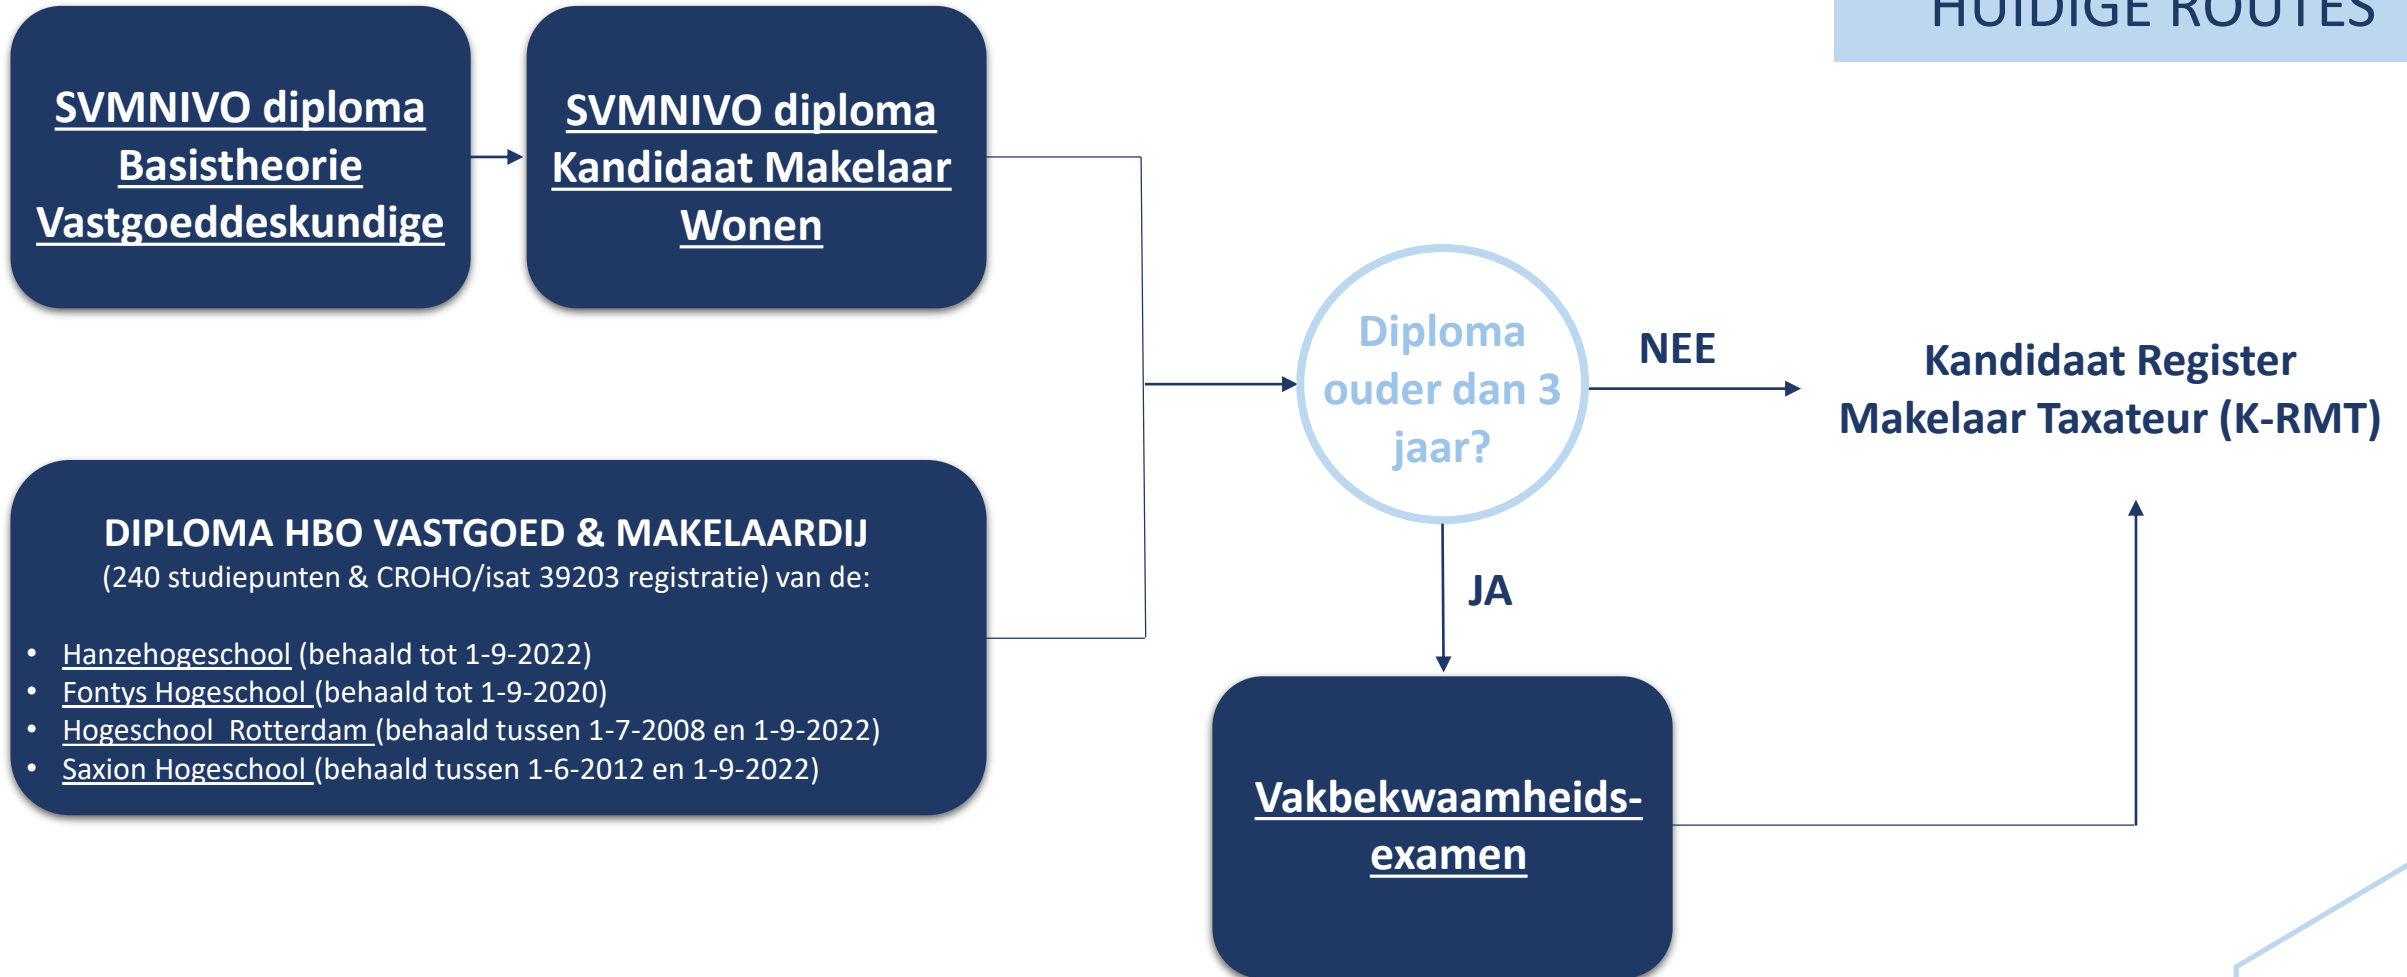 HUIDIGE ROUTES
SVMNIVO diploma
Basistheorie
Vastgoeddeskundige
SVMNIVO diploma
Kandidaat Makelaar
Wonen
DIPLOMA HBO VASTGOED & MAKELAARDIJ
(240 studiepunten & CROHO/isat 39203 registratie) van de:
• Hanzehogeschool (behaald tot 1-9-2022)
• Fontys Hogeschool (behaald tot 1-9-2020)
• Hogeschool Rotterdam (behaald tussen 1-7-2008 en 1-9-2022)
• Saxion Hogeschool (behaald tussen 1-6-2012 en 1-9-2022)
Diploma
ouder dan 3
jaar?
NEE
Kandidaat Register
Makelaar Taxateur (K-RMT)
JA
Vakbekwaamheids-
examen